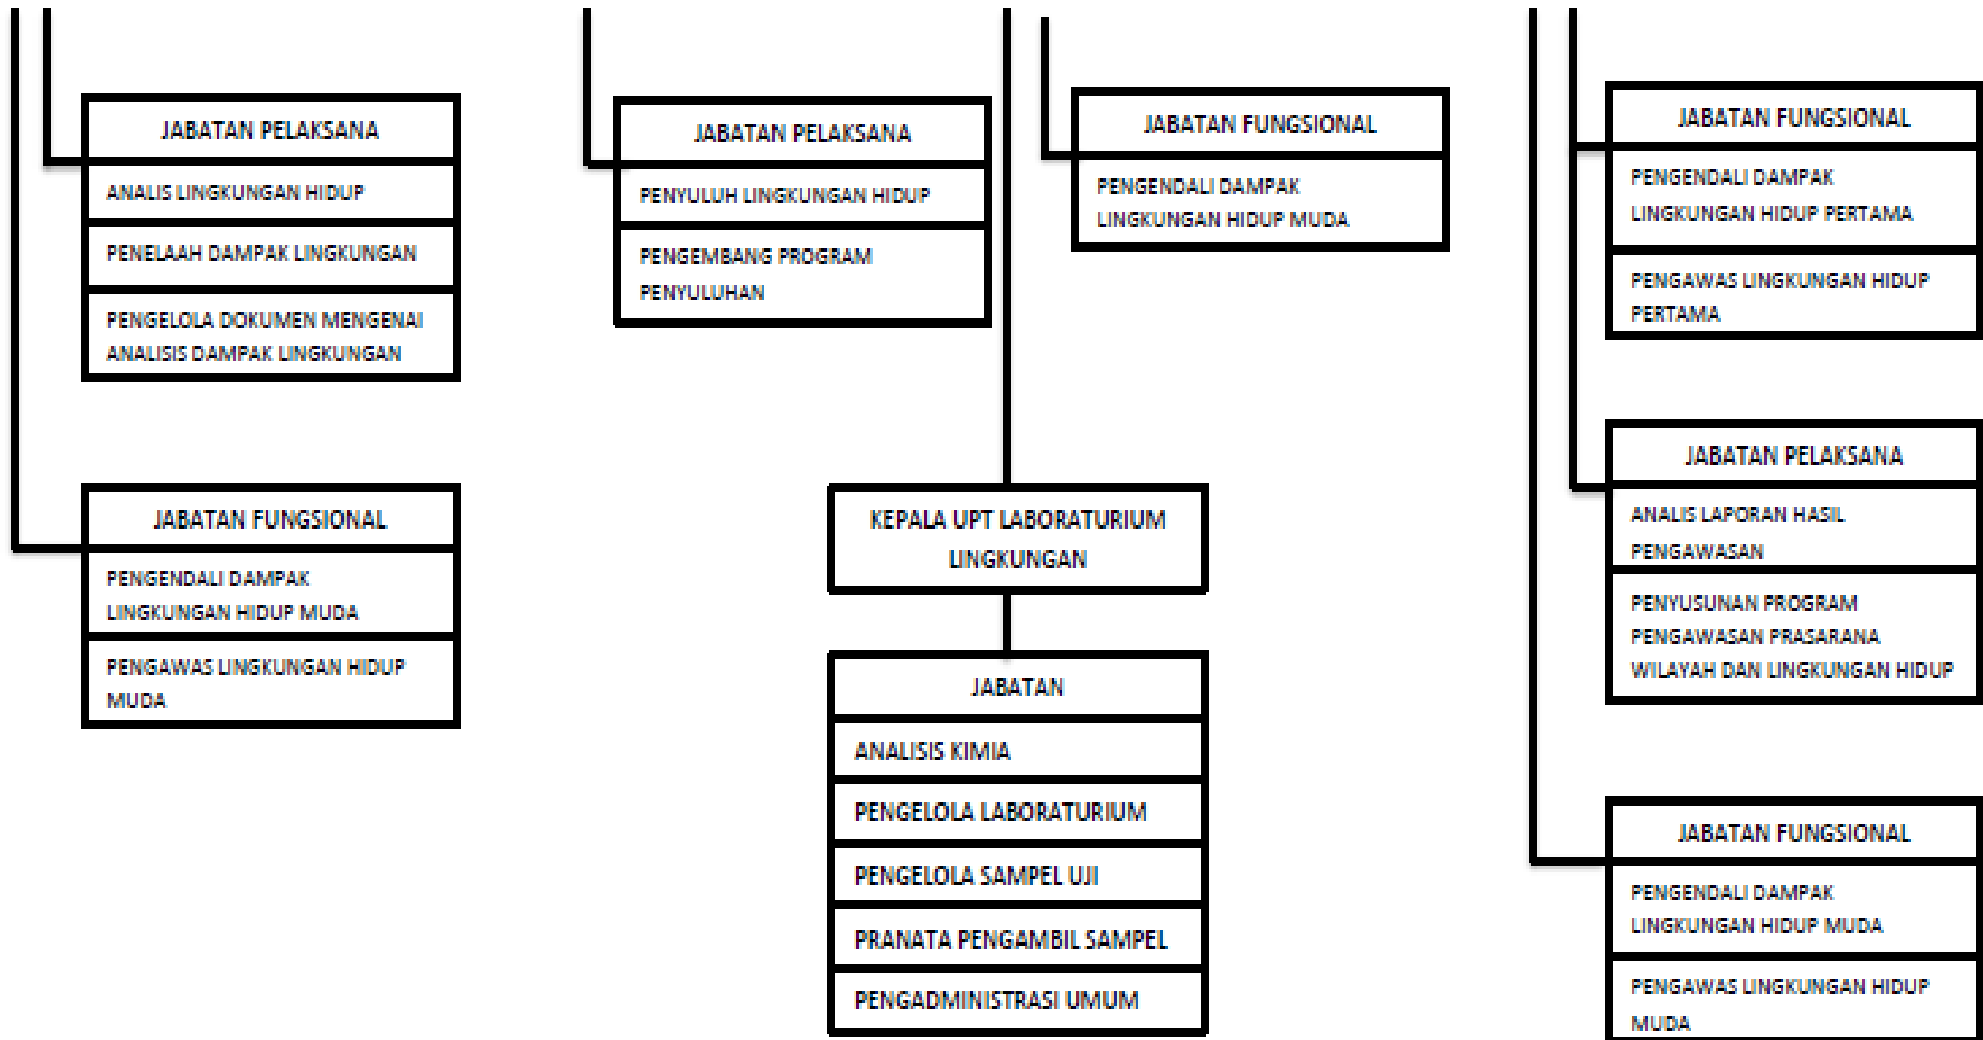 JABATAN PELAKSANA
ANALIS LINGKUNGAN HIDUP
PENELAAH DAMPAK LINGKUNGAN
PENGELOLA DOKUMEN MENGENAI
ANALISIS DAMPAK LINGKUNGAN
JABATAN FUNGSIONAL
PENGENDALI DAMPAK
LINGKUNGAN HIDUP MUDA
PENGAWAS LINGKUNGAN HIDUP
MUDA
JABATAN PELAKSANA
PENYULUH LINGKUNGAN HIDUP
PENGEMBANG PROGRAM
PENYULUHAN
JABATAN FUNGSIONAL
PENGENDALI DAMPAK
LINGKUNGAN HIDUP MUDA
KEPALA UPT LABORATURIUM
LINGKUNGAN
JABATAN
ANALISIS KIMIA
PENGELOLA LABORATURIUM
PENGELOLA SAMPEL UJI
PRANATA PENGAMBIL SAMPEL
PENGADMINISTRASI UMUM
JABATAN FUNGSIONAL
PENGENDALI DAMPAK
LINGKUNGAN HIDUP PERTAMA
PENGAWAS LINGKUNGAN HIDUP
PERTAMA
JABATAN PELAKSANA
ANALIS LAPORAN HASIL
PENGAWASAN
PENYUSUNAN PROGRAM
PENGAWASAN PRASARANA
WILAYAH DAN LINGKUNGAN HIDUP
JABATAN FUNGSIONAL
PENGENDALI DAMPAK
LINGKUNGAN HIDUP MUDA
PENGAWAS LINGKUNGAN HIDUP
MUDA